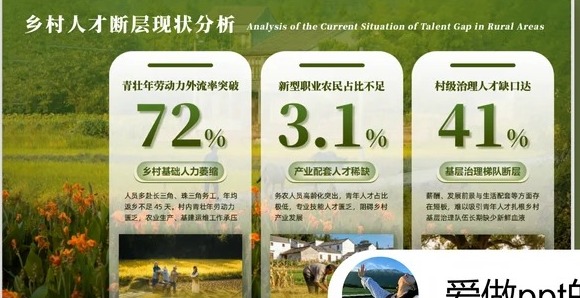 乡村人才断层现状分析 Analysis of the Current Situation of Talent Gap in Rural Areas
青壮年劳动力外流率突破
72%
乡村基础人力萎缩
人员多赴长三角、珠三角务工,年均
返乡不足 45 天,村内青壮年劳动力
匮乏,农业生产、基建运维工作承压
新型职业农民占比不足
3.1%
产业配套人才稀缺
务农人员高龄化突出,青年人才占比
极低,专业技能人才匮乏,阻碍乡村
产业发展
村级治理人才缺口达
41%
基层治理梯队断层
薪酬、发展前景与生活配套等方面存
在短板,难以吸引青年人才扎根乡村
基层治理队伍长期缺少新鲜血液
爱做ppt的